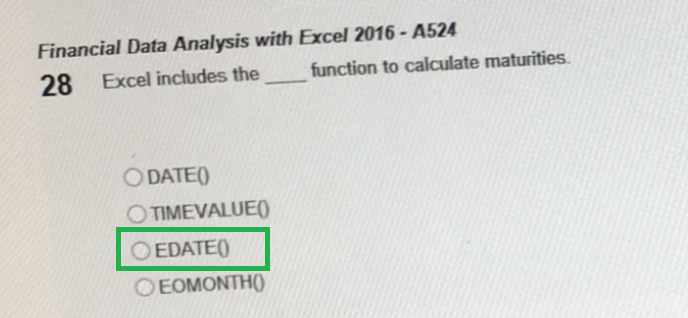 Financial Data Analysis with Excel 2016 - A524
28 Excel includes the ____ function to calculate maturities.
DATE()
TIMEVALUE()
EDATE()
EOMONTH()